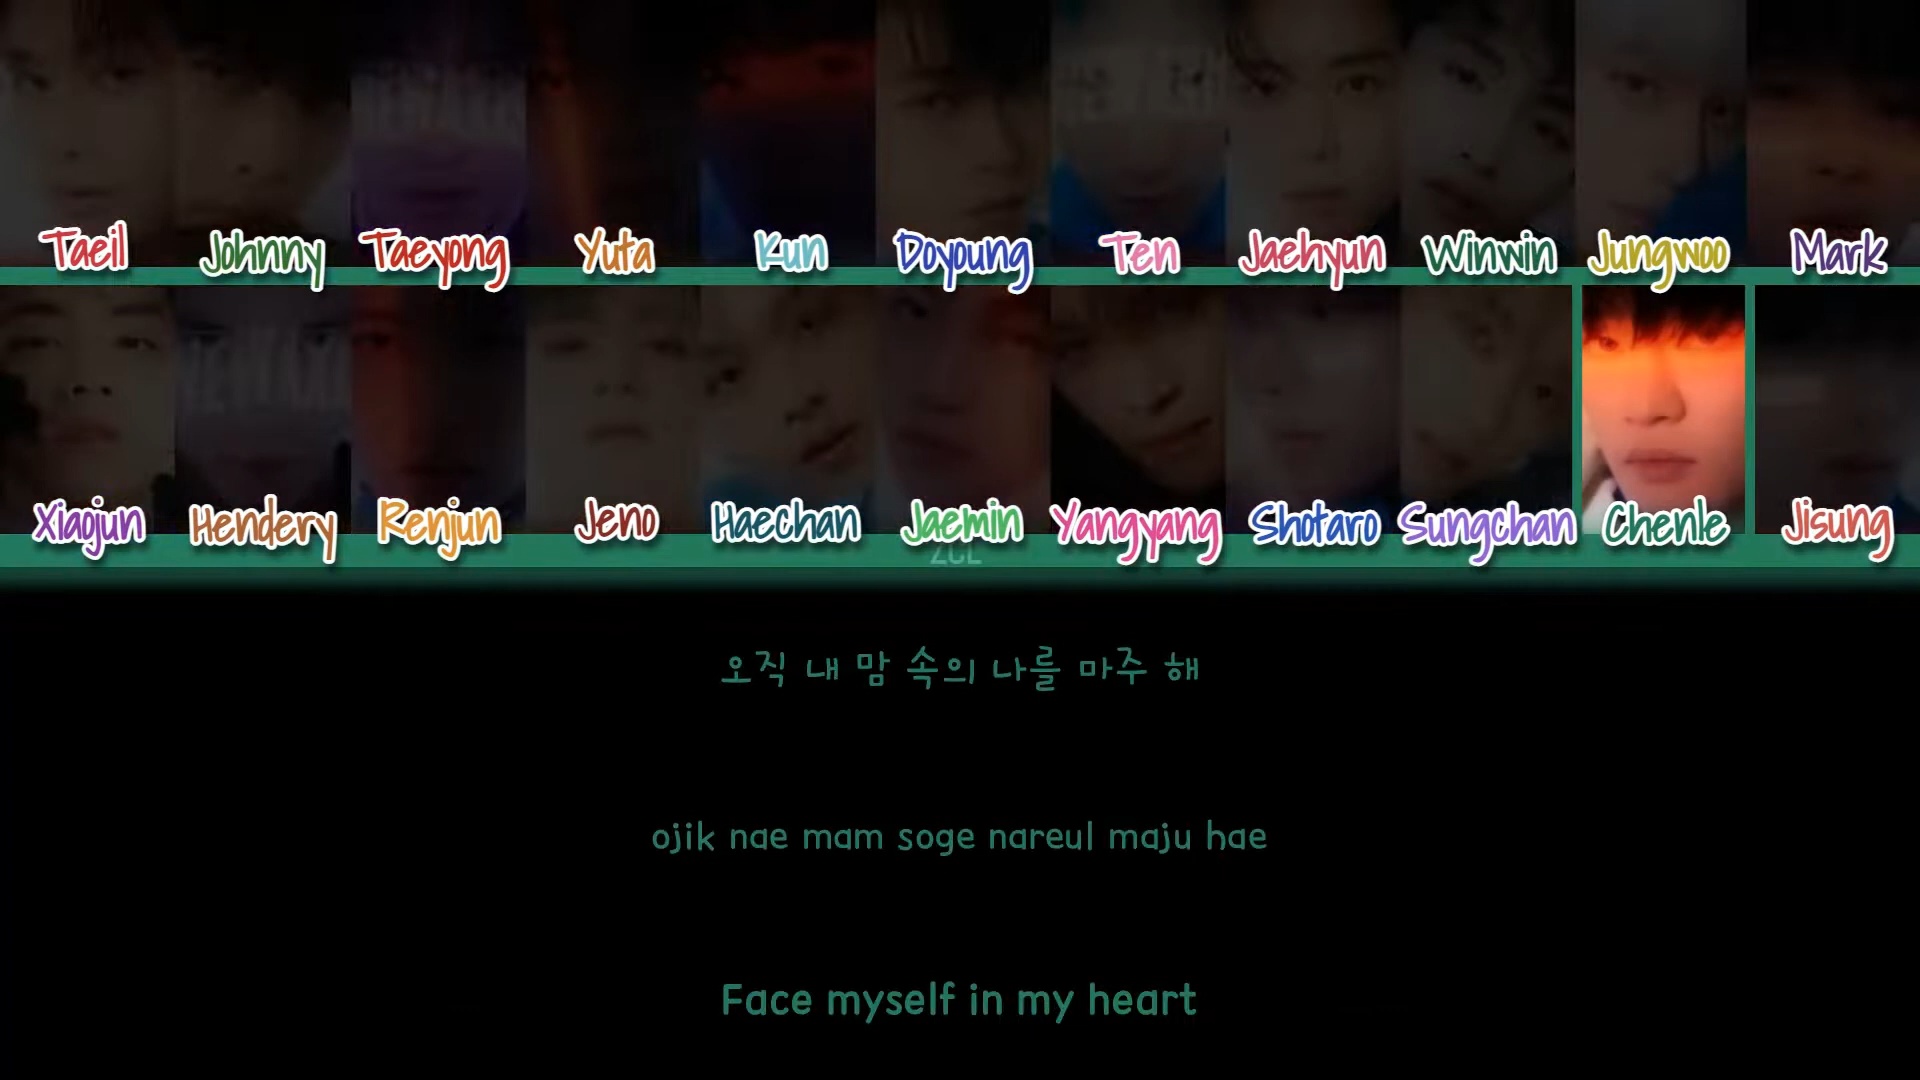 Taeil Johnny Taeyong Yuta Kun Doyoung Ten Jaehyun Winwin Jungwoo Mark
Xiaojun Hendery Renjun Jeno Haechan Jaemin Yangyang Shotaro Sungchan Chenle Jisung
ZCL
오직 내 맘 속의 나를 마주 해
ojik nae mam soge nareul maju hae
Face myself in my heart